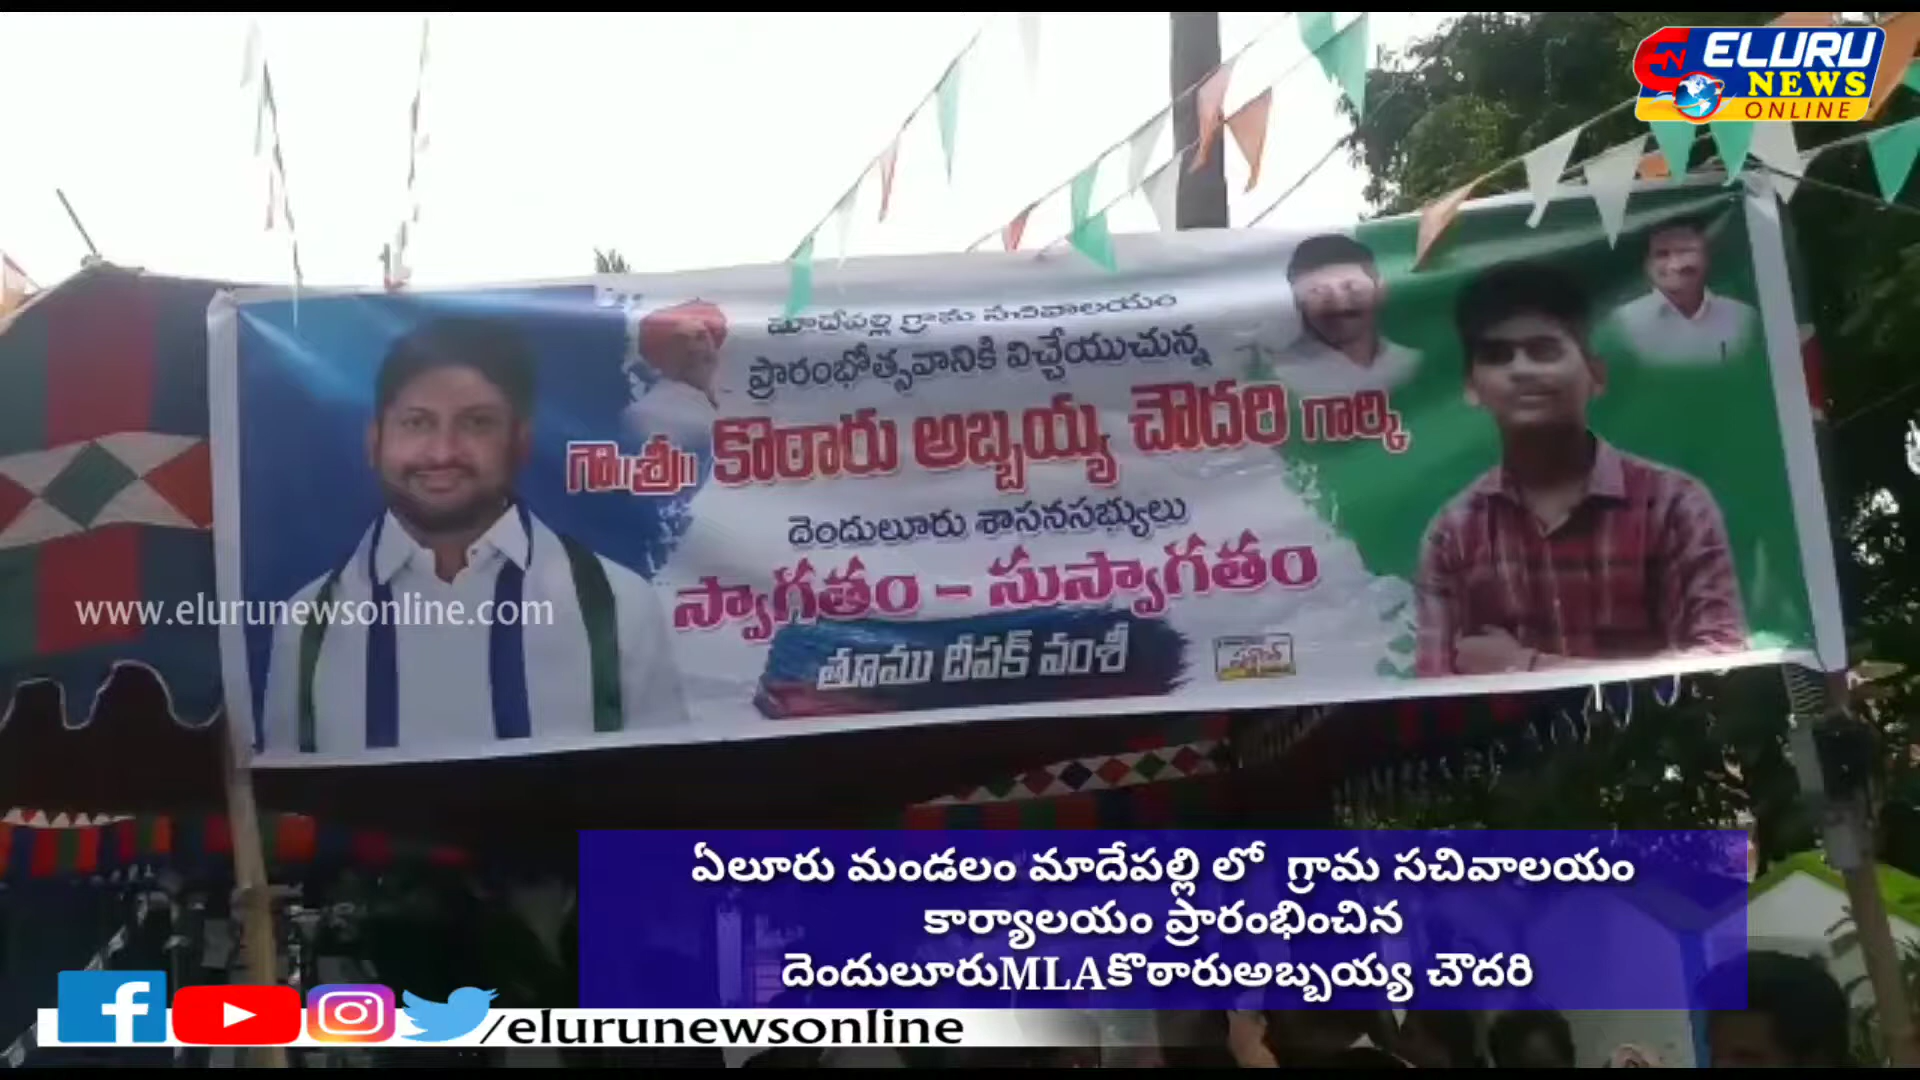 ELURU
NEWS
ONLINE
మాదేపల్లి గ్రామ సచివాలయం
ప్రారంభోత్సవానికి విచ్చేయుచున్న
గౌ॥శ్రీ॥ కొఠారు అబ్బయ్య చౌదరి గార్కి
దెందులూరు శాసనసభ్యులు
స్వాగతం - సుస్వాగతం
తూము దీపక్ వంశీ
www.elurunewsonline.com
ఏలూరు మండలం మాదేపల్లి లో గ్రామ సచివాలయం
కార్యాలయం ప్రారంభించిన
దెందులూరుMLAకొఠారుఅబ్బయ్య చౌదరి
/elurunewsonline